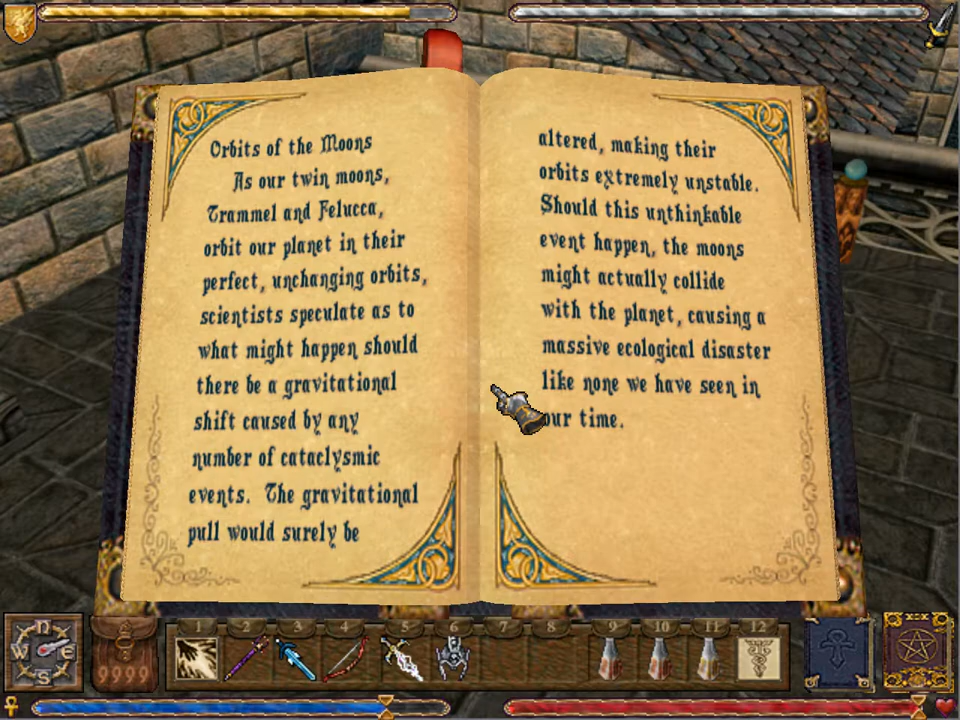 Orbits of the Moons
As our twin moons,
Trammel and Felucca,
orbit our planet in their
perfect, unchanging orbits,
scientists speculate as to
what might happen should
there be a gravitational
shift caused by any
number of cataclysmic
events. The gravitational
pull would surely be
altered, making their
orbits extremely unstable.
Should this unthinkable
event happen, the moons
might actually collide
with the planet, causing a
massive ecological disaster
like none we have seen in
our time.
N
W E
S
9999
1 2 3 4 5 6 7 8 9 10 11 12